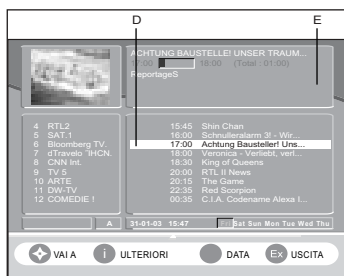 D
E
ACHTUNG BAUSTELLE! UNSER TRAUM...
17:00 18:00 (Total : 01:00)
ReportageS
4 RTL2
5 SAT.1
6 Bloomberg TV.
7 dTravelo ¨IHCN.
8 CNN Int.
9 TV 5
10 ARTE
11 DW-TV
12 COMEDIE !
15:45 Shin Chan
16:00 Schnulleralarm 3! - Wir...
17:00 Achtung Bausteller! Uns...
18:00 Veronica - Verliebt, verl...
18:30 King of Queens
20:00 RTL II News
20:15 The Game
22:35 Red Scorpion
00:35 C.I.A. Codename Alexa I...
A
31-01-03 15:47
Sat Sun Mon Tue Wed Thu
VAI A
i ULTERIORI
DATA
Ex USCITA